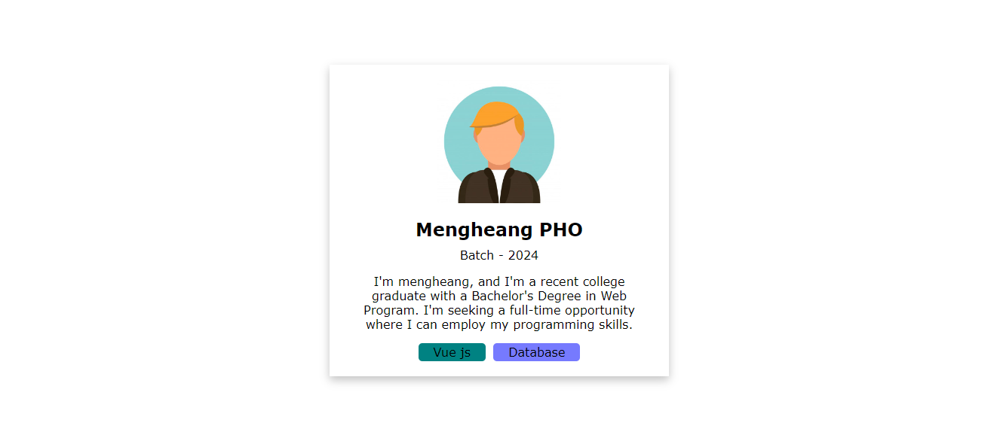 Mengheang PHO
Batch - 2024
I'm mengheang, and I'm a recent college
graduate with a Bachelor's Degree in Web
Program. I'm seeking a full-time opportunity
where I can employ my programming skills.
Vue js Database